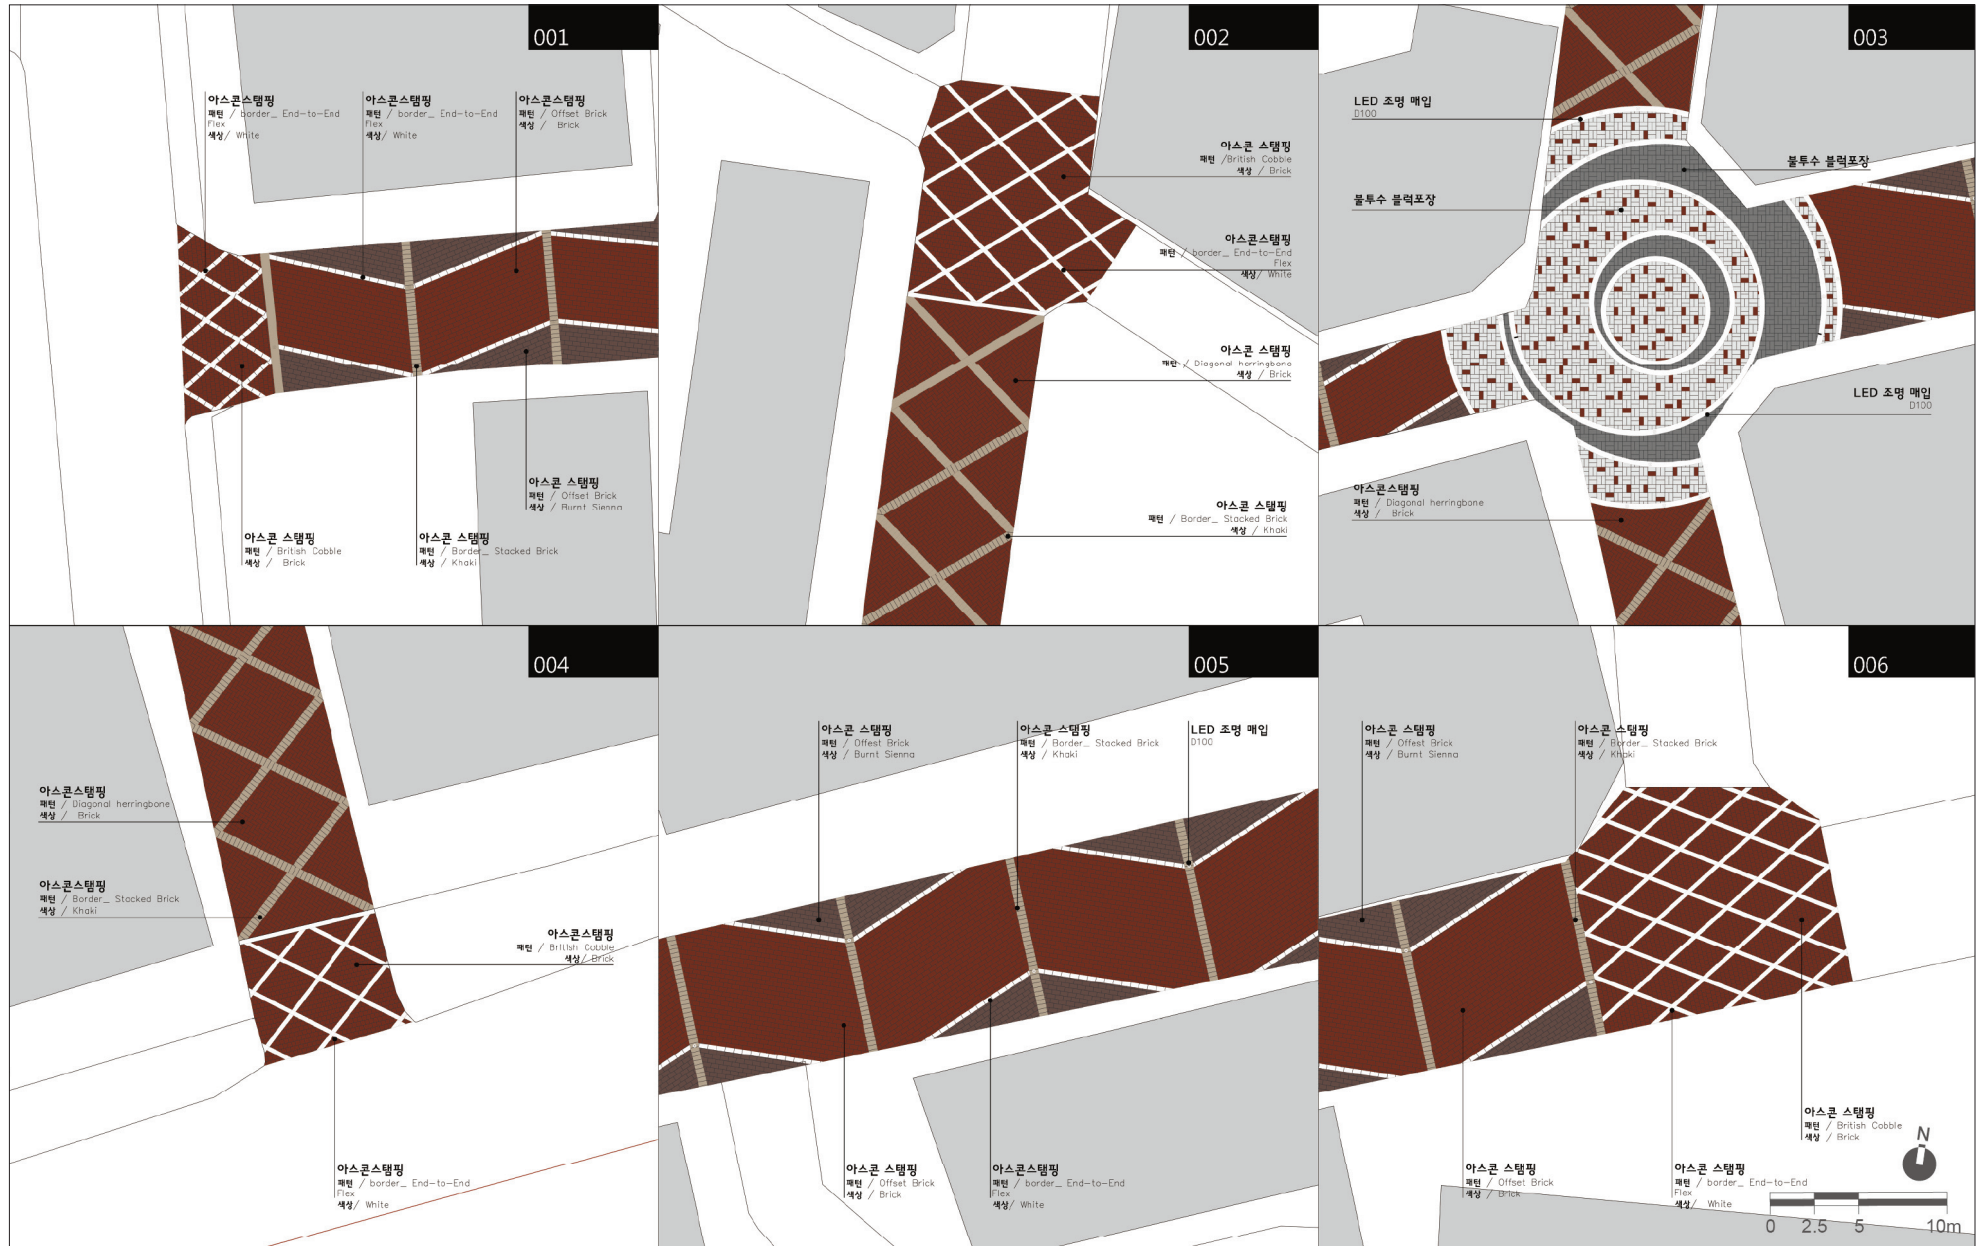 001
아스콘스탬핑
패턴 / border_ End-to-End
Flex
색상/ White
아스콘스탬핑
패턴 / border_ End-to-End
Flex
색상/ White
아스콘스탬핑
패턴 / Offset Brick
색상 / Brick
아스콘 스탬핑
패턴 / Offset Brick
색상 / Burnt Sienna
아스콘 스탬핑
패턴 / British Cobble
색상 / Brick
아스콘 스탬핑
패턴 / Border_ Stacked Brick
색상 / Khaki
002
아스콘 스탬핑
패턴 /British Cobble
색상 / Brick
아스콘스탬핑
패턴 / border_ End-to-End
Flex
색상/ White
아스콘 스탬핑
패턴 / Diagonal herringbone
색상 / Brick
아스콘 스탬핑
패턴 / Border_ Stacked Brick
색상 / Khaki
003
LED 조명 매입
D100
불투수 블럭포장
불투수 블럭포장
LED 조명 매입
D100
아스콘스탬핑
패턴 / Diagonal herringbone
색상 / Brick
004
아스콘스탬핑
패턴 / Diagonal herringbone
색상 / Brick
아스콘스탬핑
패턴 / Border_ Stacked Brick
색상 / Khaki
아스콘스탬핑
패턴 / British Cobble
색상/ Brick
아스콘스탬핑
패턴 / border_ End-to-End
Flex
색상/ White
005
아스콘 스탬핑
패턴 / Offest Brick
색상 / Burnt Sienna
아스콘 스탬핑
패턴 / Border_ Stacked Brick
색상 / Khaki
LED 조명 매입
D100
아스콘 스탬핑
패턴 / Offset Brick
색상 / Brick
아스콘스탬핑
패턴 / border_ End-to-End
Flex
색상/ White
006
아스콘 스탬핑
패턴 / Offest Brick
색상 / Burnt Sienna
아스콘 스탬핑
패턴 / Border_ Stacked Brick
색상 / Khaki
아스콘 스탬핑
패턴 / British Cobble
색상 / Brick
아스콘 스탬핑
패턴 / Offset Brick
색상 / Brick
아스콘 스탬핑
패턴 / border_ End-to-End
Flex
색상/ White
N
0 2.5 5 10m